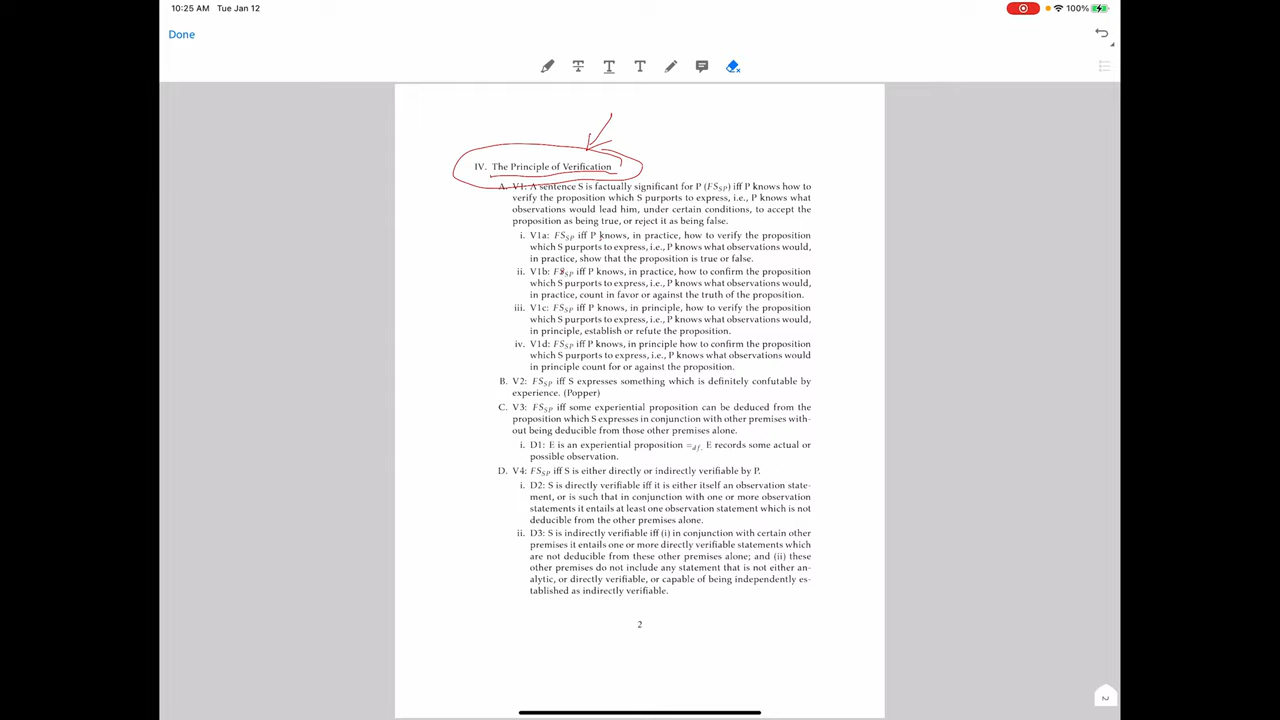 10:25 AM Tue Jan 12
100%
Done
IV. The Principle of Verification
A. V1: A sentence S is factually significant for P (FS_SP) iff P knows how to
verify the proposition which S purports to express, i.e., P knows what
observations would lead him, under certain conditions, to accept the
proposition as being true, or reject it as being false.
i. V1a: FS_SP iff P knows, in practice, how to verify the proposition
which S purports to express, i.e., P knows what observations would,
in practice, show that the proposition is true or false.
ii. V1b: FS_SP iff P knows, in practice, how to confirm the proposition
which S purports to express, i.e., P knows what observations would,
in practice, count in favor or against the truth of the proposition.
iii. V1c: FS_SP iff P knows, in principle, how to verify the proposition
which S purports to express, i.e., P knows what observations would,
in principle, establish or refute the proposition.
iv. V1d: FS_SP iff P knows, in principle how to confirm the proposition
which S purports to express, i.e., P knows what observations would
in principle count for or against the proposition.
B. V2: FS_SP iff S expresses something which is definitely confutable by
experience. (Popper)
C. V3: FS_SP iff some experiential proposition can be deduced from the
proposition which S expresses in conjunction with other premises with-
out being deducible from those other premises alone.
i. D1: E is an experiential proposition =df. E records some actual or
possible observation.
D. V4: FS_SP iff S is either directly or indirectly verifiable by P.
i. D2: S is directly verifiable iff it is either itself an observation state-
ment, or is such that in conjunction with one or more observation
statements it entails at least one observation statement which is not
deducible from the other premises alone.
ii. D3: S is indirectly verifiable iff (i) in conjunction with certain other
premises it entails one or more directly verifiable statements which
are not deducible from these other premises alone; and (ii) these
other premises do not include any statement that is not either an-
alytic, or directly verifiable, or capable of being independently es-
tablished as indirectly verifiable.
2
2